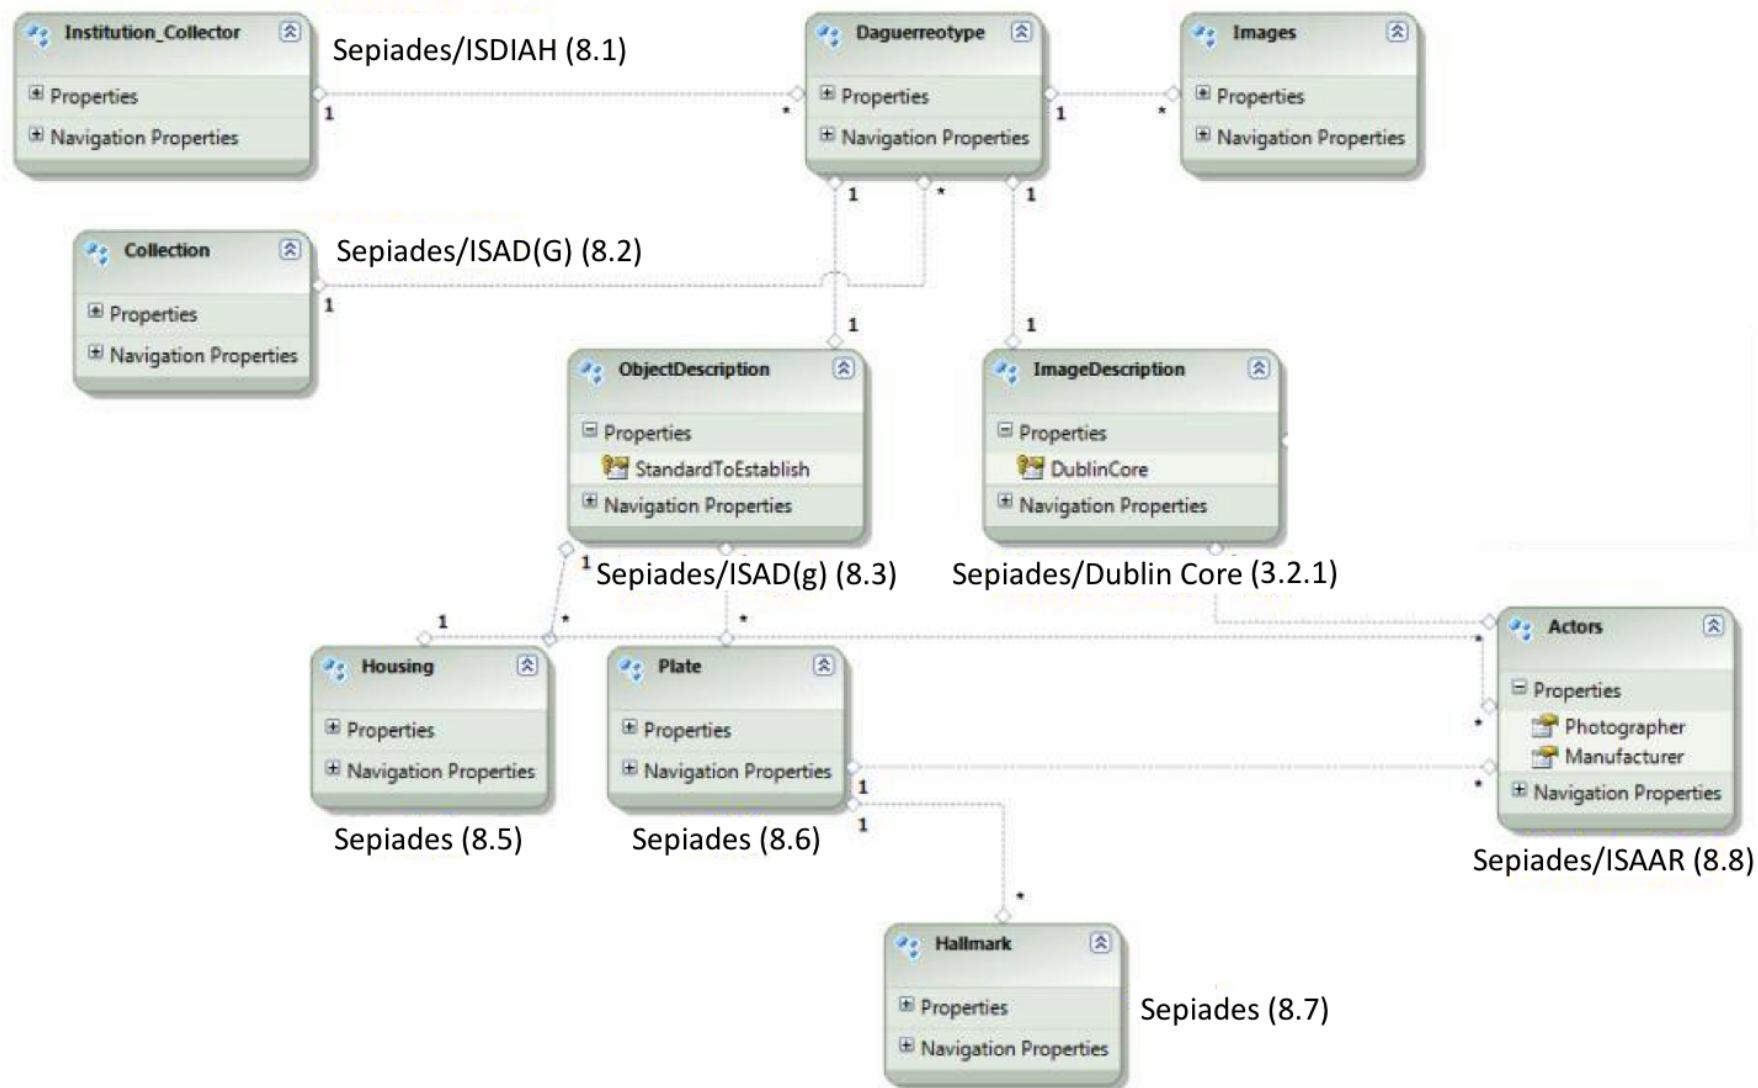 Institution_Collector
Properties
Navigation Properties
Sepiades/ISDIAH (8.1)
1
*
Daguerreotype
Properties
Navigation Properties
1
*
Images
Properties
Navigation Properties
1
*
1
Collection
Properties
Navigation Properties
Sepiades/ISAD(G) (8.2)
1
1
1
ObjectDescription
Properties
StandardToEstablish
Navigation Properties
ImageDescription
Properties
DublinCore
Navigation Properties
1
Sepiades/ISAD(g) (8.3)
Sepiades/Dublin Core (3.2.1)
1
*
*
*
Housing
Properties
Navigation Properties
Sepiades (8.5)
Plate
Properties
Navigation Properties
Sepiades (8.6)
1
1
Actors
Properties
Photographer
Manufacturer
Navigation Properties
*
*
Sepiades/ISAAR (8.8)
*
Hallmark
Properties
Navigation Properties
Sepiades (8.7)